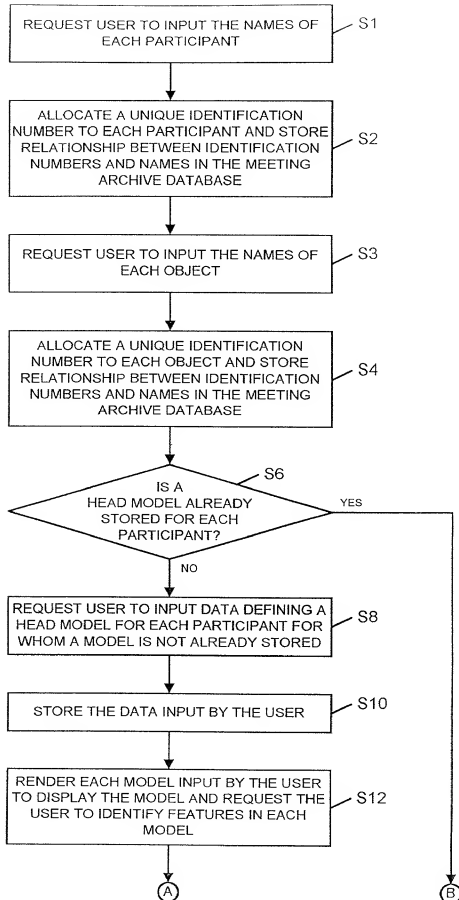 REQUEST USER TO INPUT THE NAMES OF
EACH PARTICIPANT
S1
ALLOCATE A UNIQUE IDENTIFICATION
NUMBER TO EACH PARTICIPANT AND STORE
RELATIONSHIP BETWEEN IDENTIFICATION
NUMBERS AND NAMES IN THE MEETING
ARCHIVE DATABASE
S2
REQUEST USER TO INPUT THE NAMES OF
EACH OBJECT
S3
ALLOCATE A UNIQUE IDENTIFICATION
NUMBER TO EACH OBJECT AND STORE
RELATIONSHIP BETWEEN IDENTIFICATION
NUMBERS AND NAMES IN THE MEETING
ARCHIVE DATABASE
S4
IS A
HEAD MODEL ALREADY
STORED FOR EACH
PARTICIPANT?
S6
YES
NO
REQUEST USER TO INPUT DATA DEFINING A
HEAD MODEL FOR EACH PARTICIPANT FOR
WHOM A MODEL IS NOT ALREADY STORED
S8
STORE THE DATA INPUT BY THE USER
S10
RENDER EACH MODEL INPUT BY THE USER
TO DISPLAY THE MODEL AND REQUEST THE
USER TO IDENTIFY FEATURES IN EACH
MODEL
S12
A
B